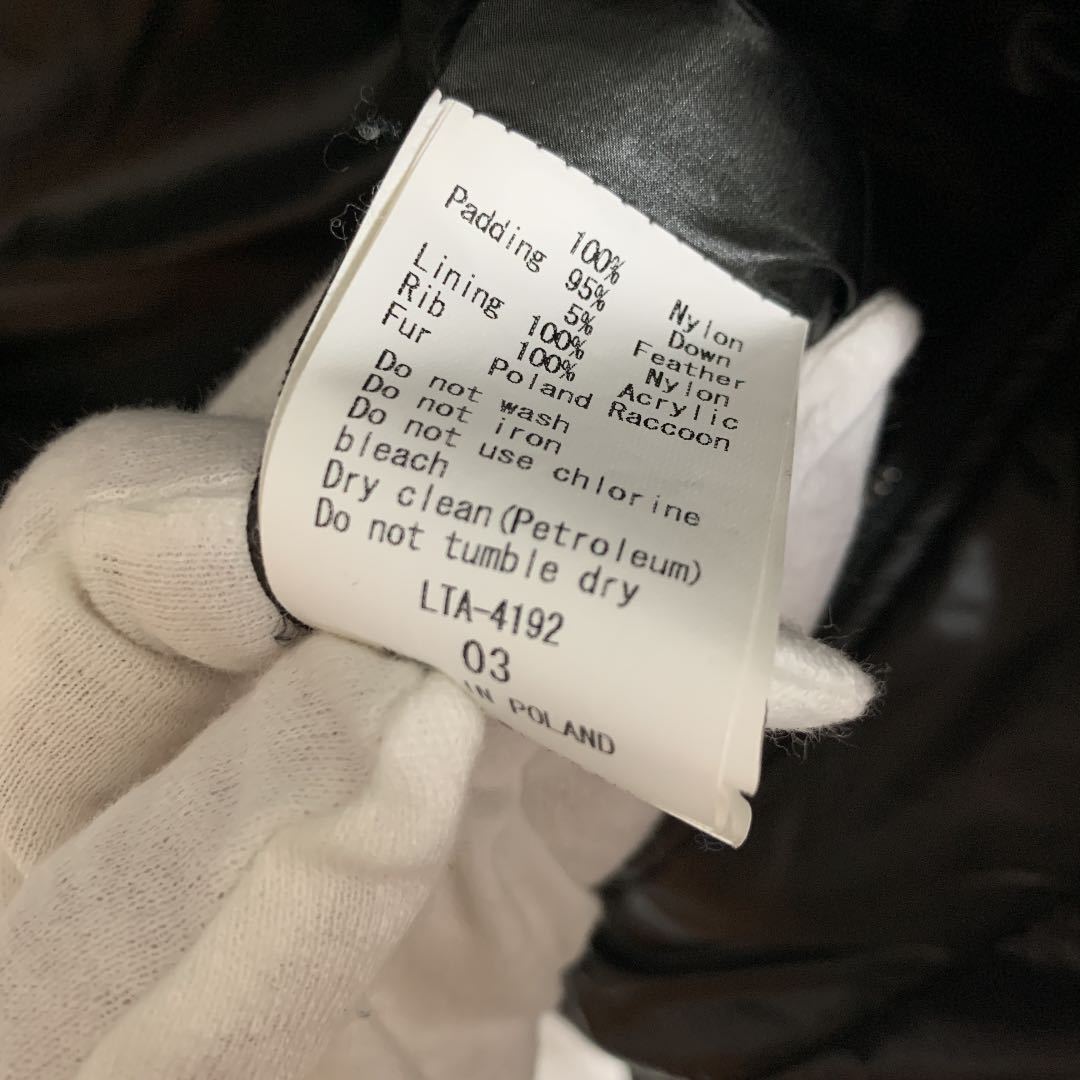 100% Nylon
Padding 95% Down
5% Feather
Lining 100% Nylon
Rib 100% Acrylic
Fur Poland Raccoon
Do not wash
Do not iron
Do not use chlorine
bleach
Dry clean(Petroleum)
Do not tumble dry
LTA-4192
03
IN POLAND